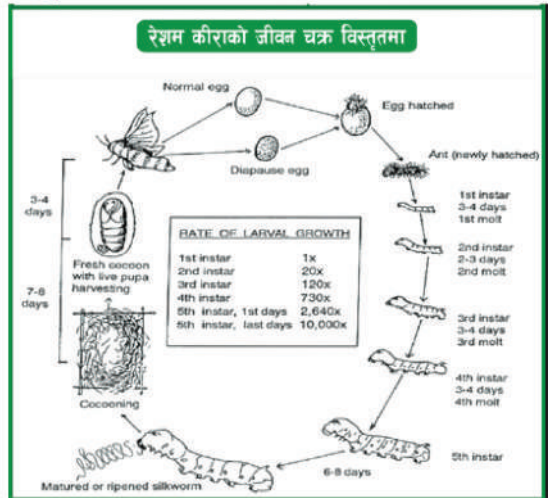 रेशम कीराको जीवन चक्र विस्तृतमा
Normal egg
Egg hatched
Diapause egg
Ant (newly hatched)
1st instar
3-4 days
1st molt
2nd instar
2-3 days
2nd molt
3rd instar
3-4 days
3rd molt
4th instar
3-4 days
4th molt
5th instar
6-8 days
Matured or ripened silkworm
Cocooning
7-8
days
Fresh cocoon
with live pupa
harvesting
3-4
days
RATE OF LARVAL GROWTH
1st instar 1x
2nd instar 20x
3rd instar 120x
4th instar 730x
5th instar, 1st days 2,640x
5th instar, last days 10,000x